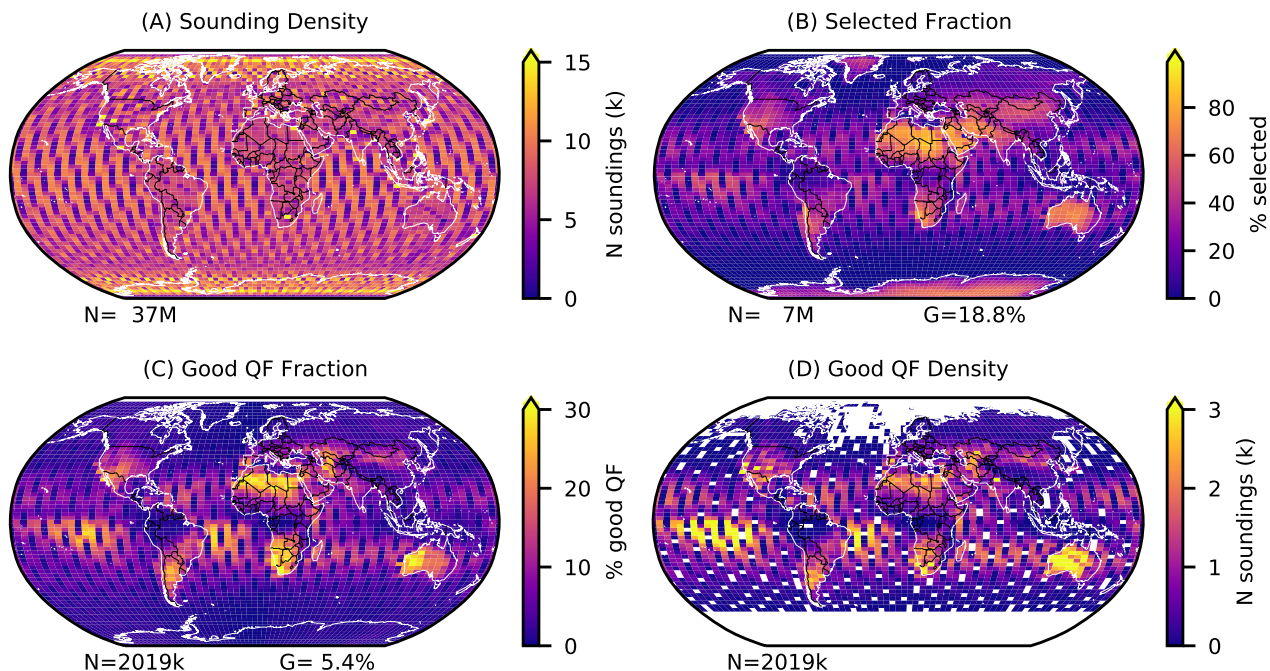 (A) Sounding Density
15
10
5
0
N soundings (k)
N=  37M
(B) Selected Fraction
80
60
40
20
0
% selected
N=   7M
G=18.8%
(C) Good QF Fraction
30
20
10
0
% good QF
N=2019k
G= 5.4%
(D) Good QF Density
3
2
1
0
N soundings (k)
N=2019k